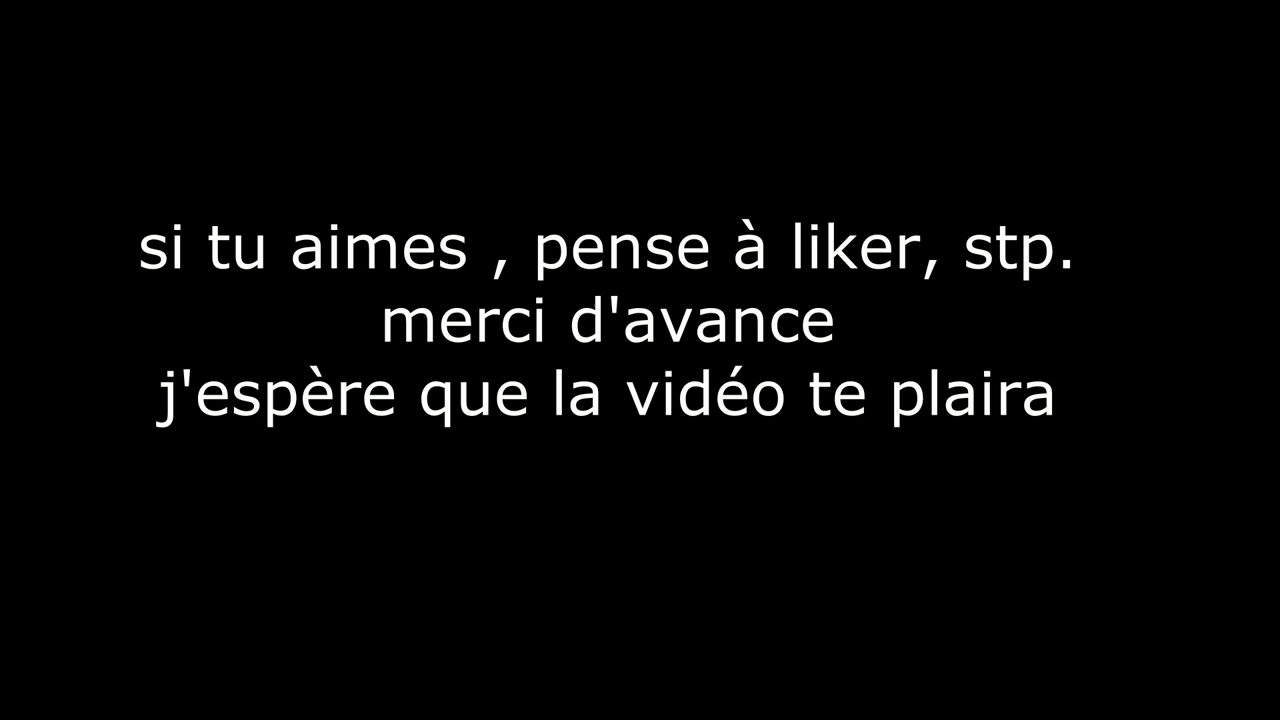 si tu aimes , pense à liker, stp.
merci d'avance
j'espère que la vidéo te plaira